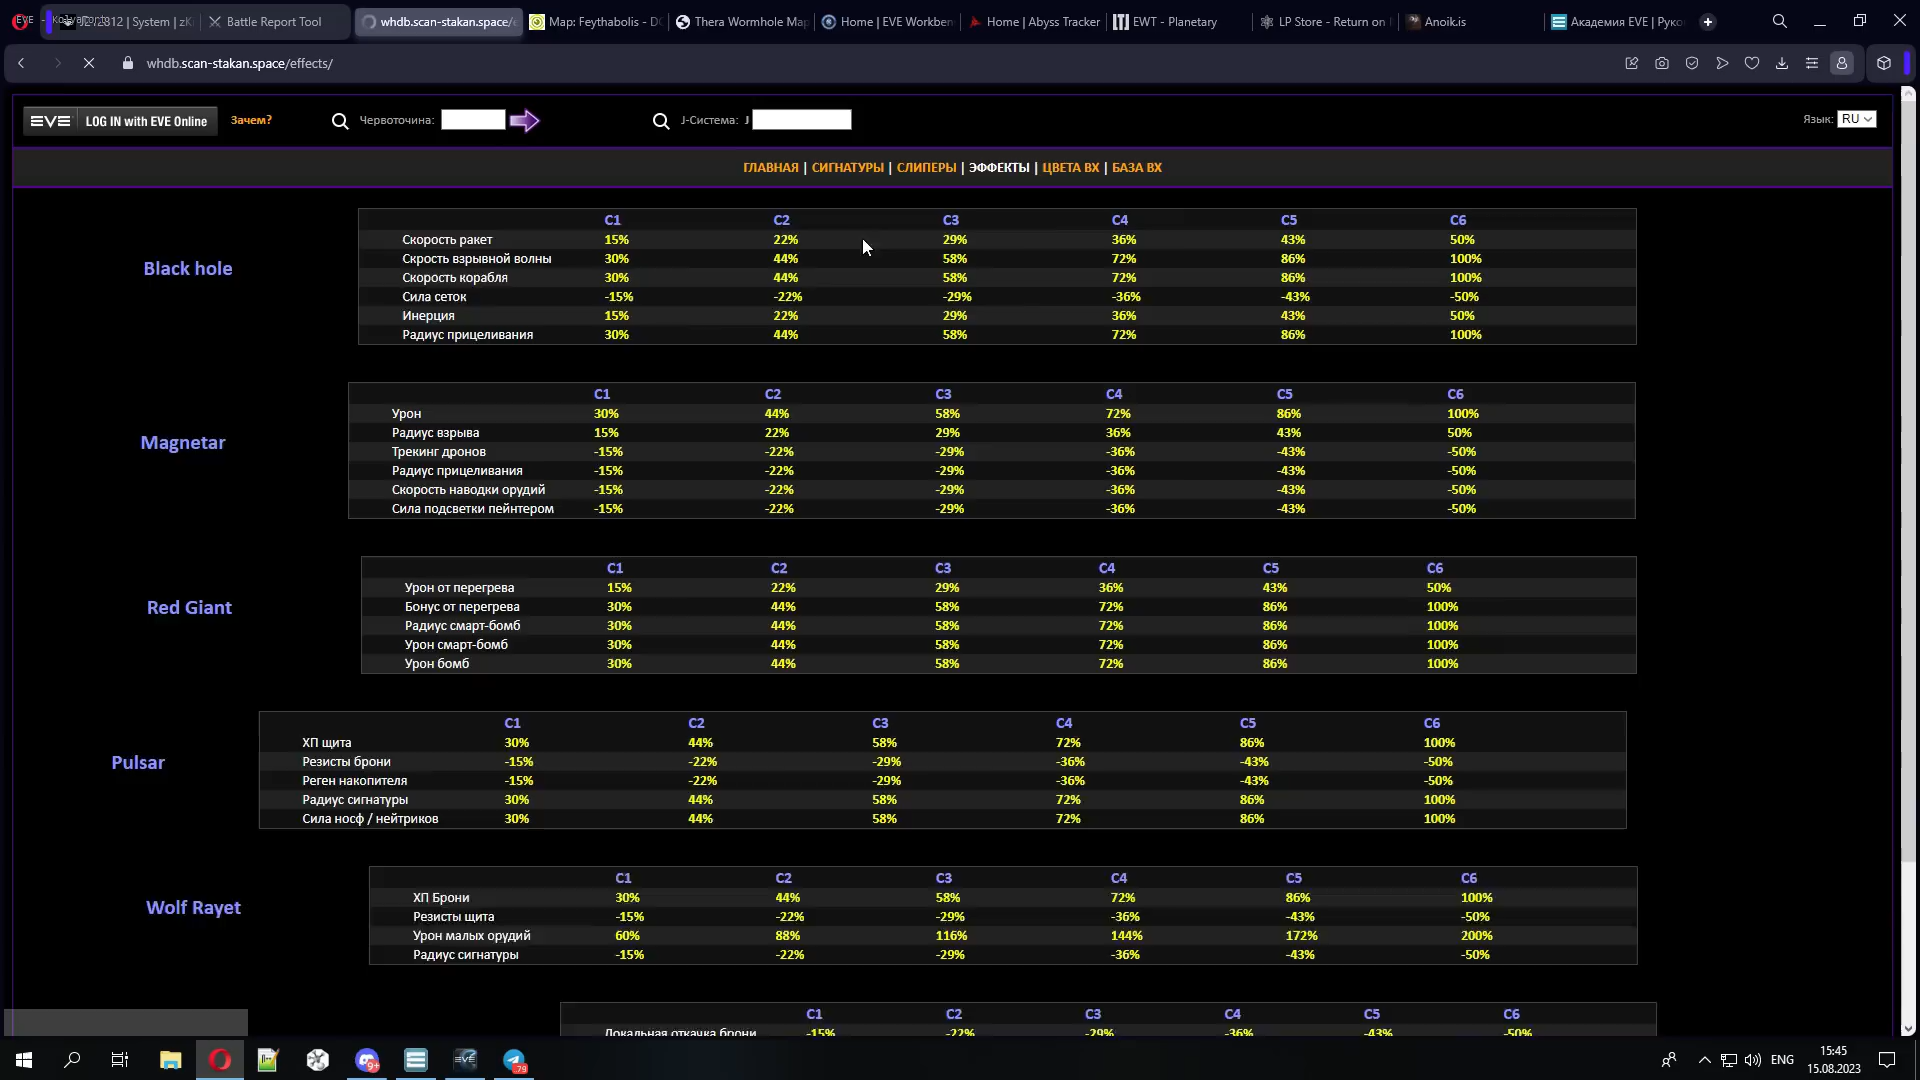 Battle Report Tool
whdb.scan-stakan.space/e
Map: Feythabolis - DO
Thera Wormhole Map
Home | EVE Workben
Home | Abyss Tracker
EWT - Planetary
LP Store - Return on I
Anoik.is
Академия EVE | Руко
whdb.scan-stakan.space/effects/
EVE LOG IN with EVE Online
Зачем?
Червоточина:
J-Система: J
Язык: RU
ГЛАВНАЯ | СИГНАТУРЫ | СЛИПЕРЫ | ЭФФЕКТЫ | ЦВЕТА ВХ | БАЗА ВХ
Black hole
C1 C2 C3 C4 C5 C6
Скорость ракет 15% 22% 29% 36% 43% 50%
Скрость взрывной волны 30% 44% 58% 72% 86% 100%
Скорость корабля 30% 44% 58% 72% 86% 100%
Сила сеток -15% -22% -29% -36% -43% -50%
Инерция 15% 22% 29% 36% 43% 50%
Радиус прицеливания 30% 44% 58% 72% 86% 100%
Magnetar
C1 C2 C3 C4 C5 C6
Урон 30% 44% 58% 72% 86% 100%
Радиус взрыва 15% 22% 29% 36% 43% 50%
Трекинг дронов -15% -22% -29% -36% -43% -50%
Радиус прицеливания -15% -22% -29% -36% -43% -50%
Скорость наводки орудий -15% -22% -29% -36% -43% -50%
Сила подсветки пейнтером -15% -22% -29% -36% -43% -50%
Red Giant
C1 C2 C3 C4 C5 C6
Урон от перегрева 15% 22% 29% 36% 43% 50%
Бонус от перегрева 30% 44% 58% 72% 86% 100%
Радиус смарт-бомб 30% 44% 58% 72% 86% 100%
Урон смарт-бомб 30% 44% 58% 72% 86% 100%
Урон бомб 30% 44% 58% 72% 86% 100%
Pulsar
C1 C2 C3 C4 C5 C6
ХП щита 30% 44% 58% 72% 86% 100%
Резисты брони -15% -22% -29% -36% -43% -50%
Реген накопителя -15% -22% -29% -36% -43% -50%
Радиус сигнатуры 30% 44% 58% 72% 86% 100%
Сила носф / нейтриков 30% 44% 58% 72% 86% 100%
Wolf Rayet
C1 C2 C3 C4 C5 C6
ХП Брони 30% 44% 58% 72% 86% 100%
Резисты щита -15% -22% -29% -36% -43% -50%
Урон малых орудий 60% 88% 116% 144% 172% 200%
Радиус сигнатуры -15% -22% -29% -36% -43% -50%
C1 C2 C3 C4 C5 C6
Локальная откачка брони -15% -22% -29% -36% -43% -50%
9+
EVE
79
ENG
15:45
15.08.2023